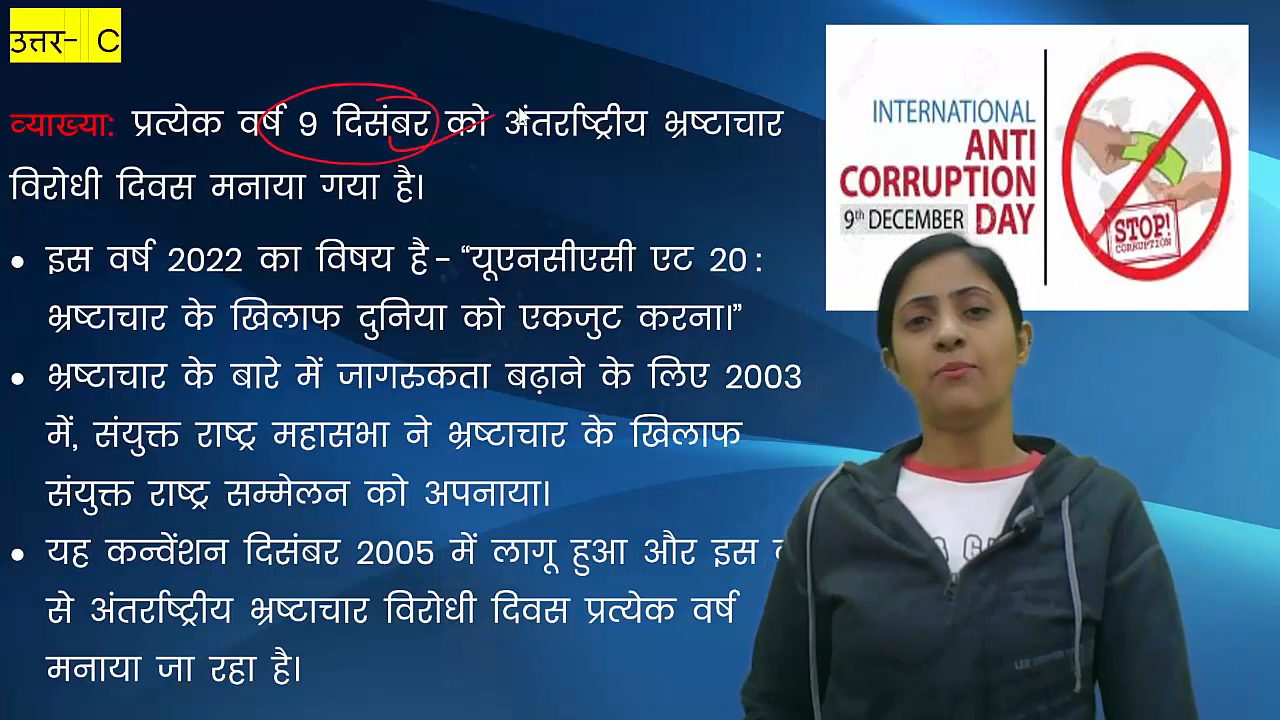 उत्तर- C
व्याख्या: प्रत्येक वर्ष 9 दिसंबर को अंतर्राष्ट्रीय भ्रष्टाचार
विरोधी दिवस मनाया गया है।
• इस वर्ष 2022 का विषय है - “यूएनसीएसी एट 20 :
भ्रष्टाचार के खिलाफ दुनिया को एकजुट करना।”
• भ्रष्टाचार के बारे में जागरुकता बढ़ाने के लिए 2003
में, संयुक्त राष्ट्र महासभा ने भ्रष्टाचार के खिलाफ
संयुक्त राष्ट्र सम्मेलन को अपनाया।
• यह कन्वेंशन दिसंबर 2005 में लागू हुआ और इस
से अंतर्राष्ट्रीय भ्रष्टाचार विरोधी दिवस प्रत्येक वर्ष
मनाया जा रहा है।
INTERNATIONAL
ANTI
CORRUPTION
9th DECEMBER DAY
STOP!
CORRUPTION